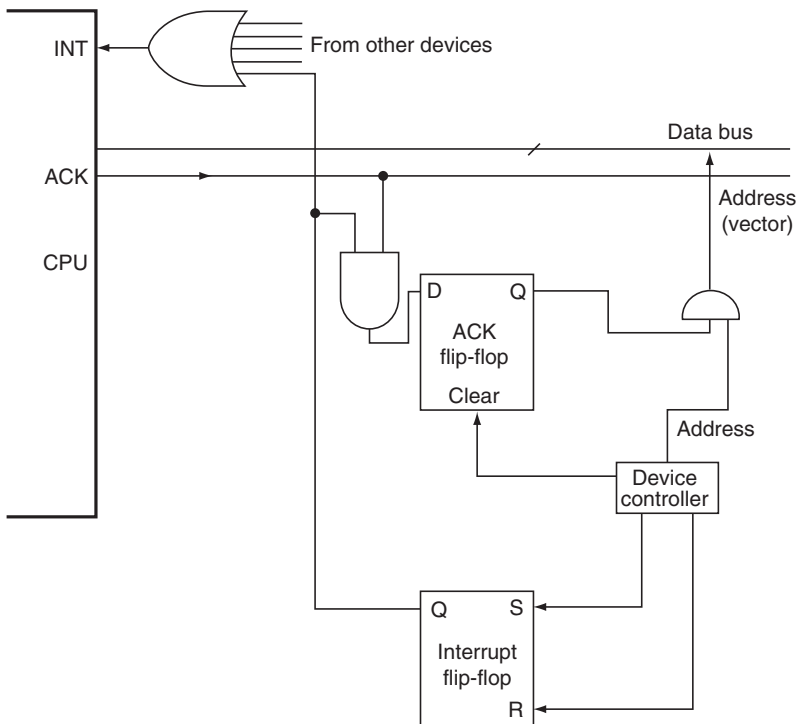 INT
From other devices
Data bus
ACK
Address
(vector)
CPU
D
Q
ACK
flip-flop
Clear
Address
Device
controller
Q
S
Interrupt
flip-flop
R